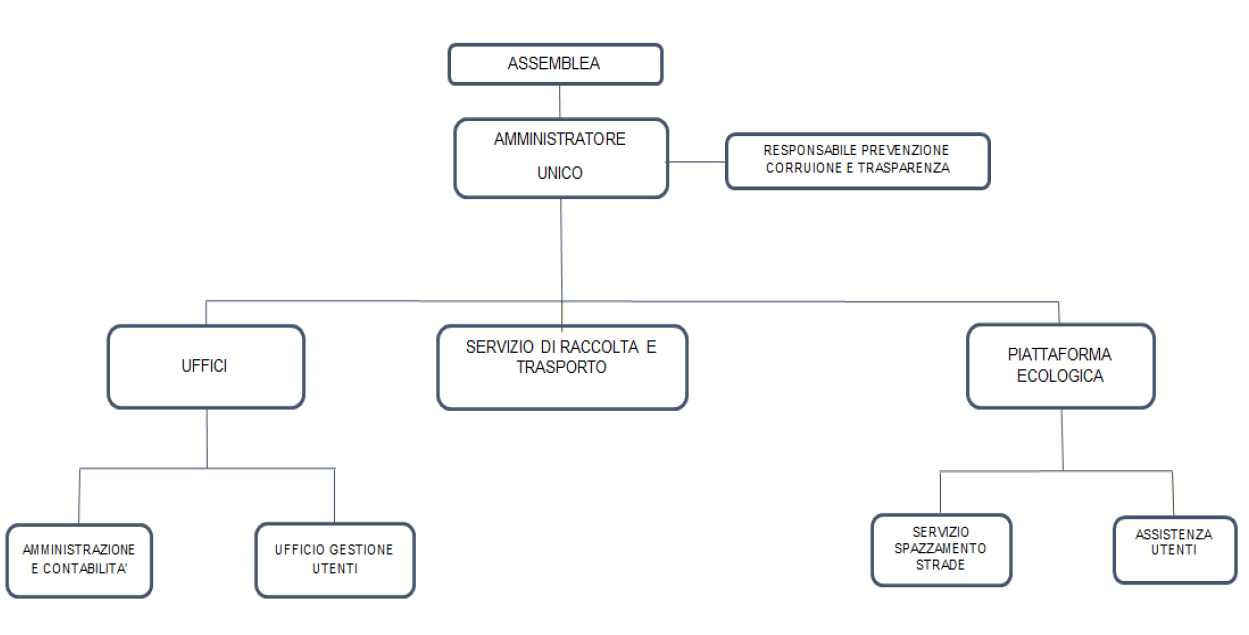 ASSEMBLEA
AMMINISTRATORE
UNICO
RESPONSABILE PREVENZIONE
CORRUIONE E TRASPARENZA
UFFICI
SERVIZIO DI RACCOLTA E
TRASPORTO
PIATTAFORMA
ECOLOGICA
AMMINISTRAZIONE
E CONTABILITA'
UFFICIO GESTIONE
UTENTI
SERVIZIO
SPAZZAMENTO
STRADE
ASSISTENZA
UTENTI